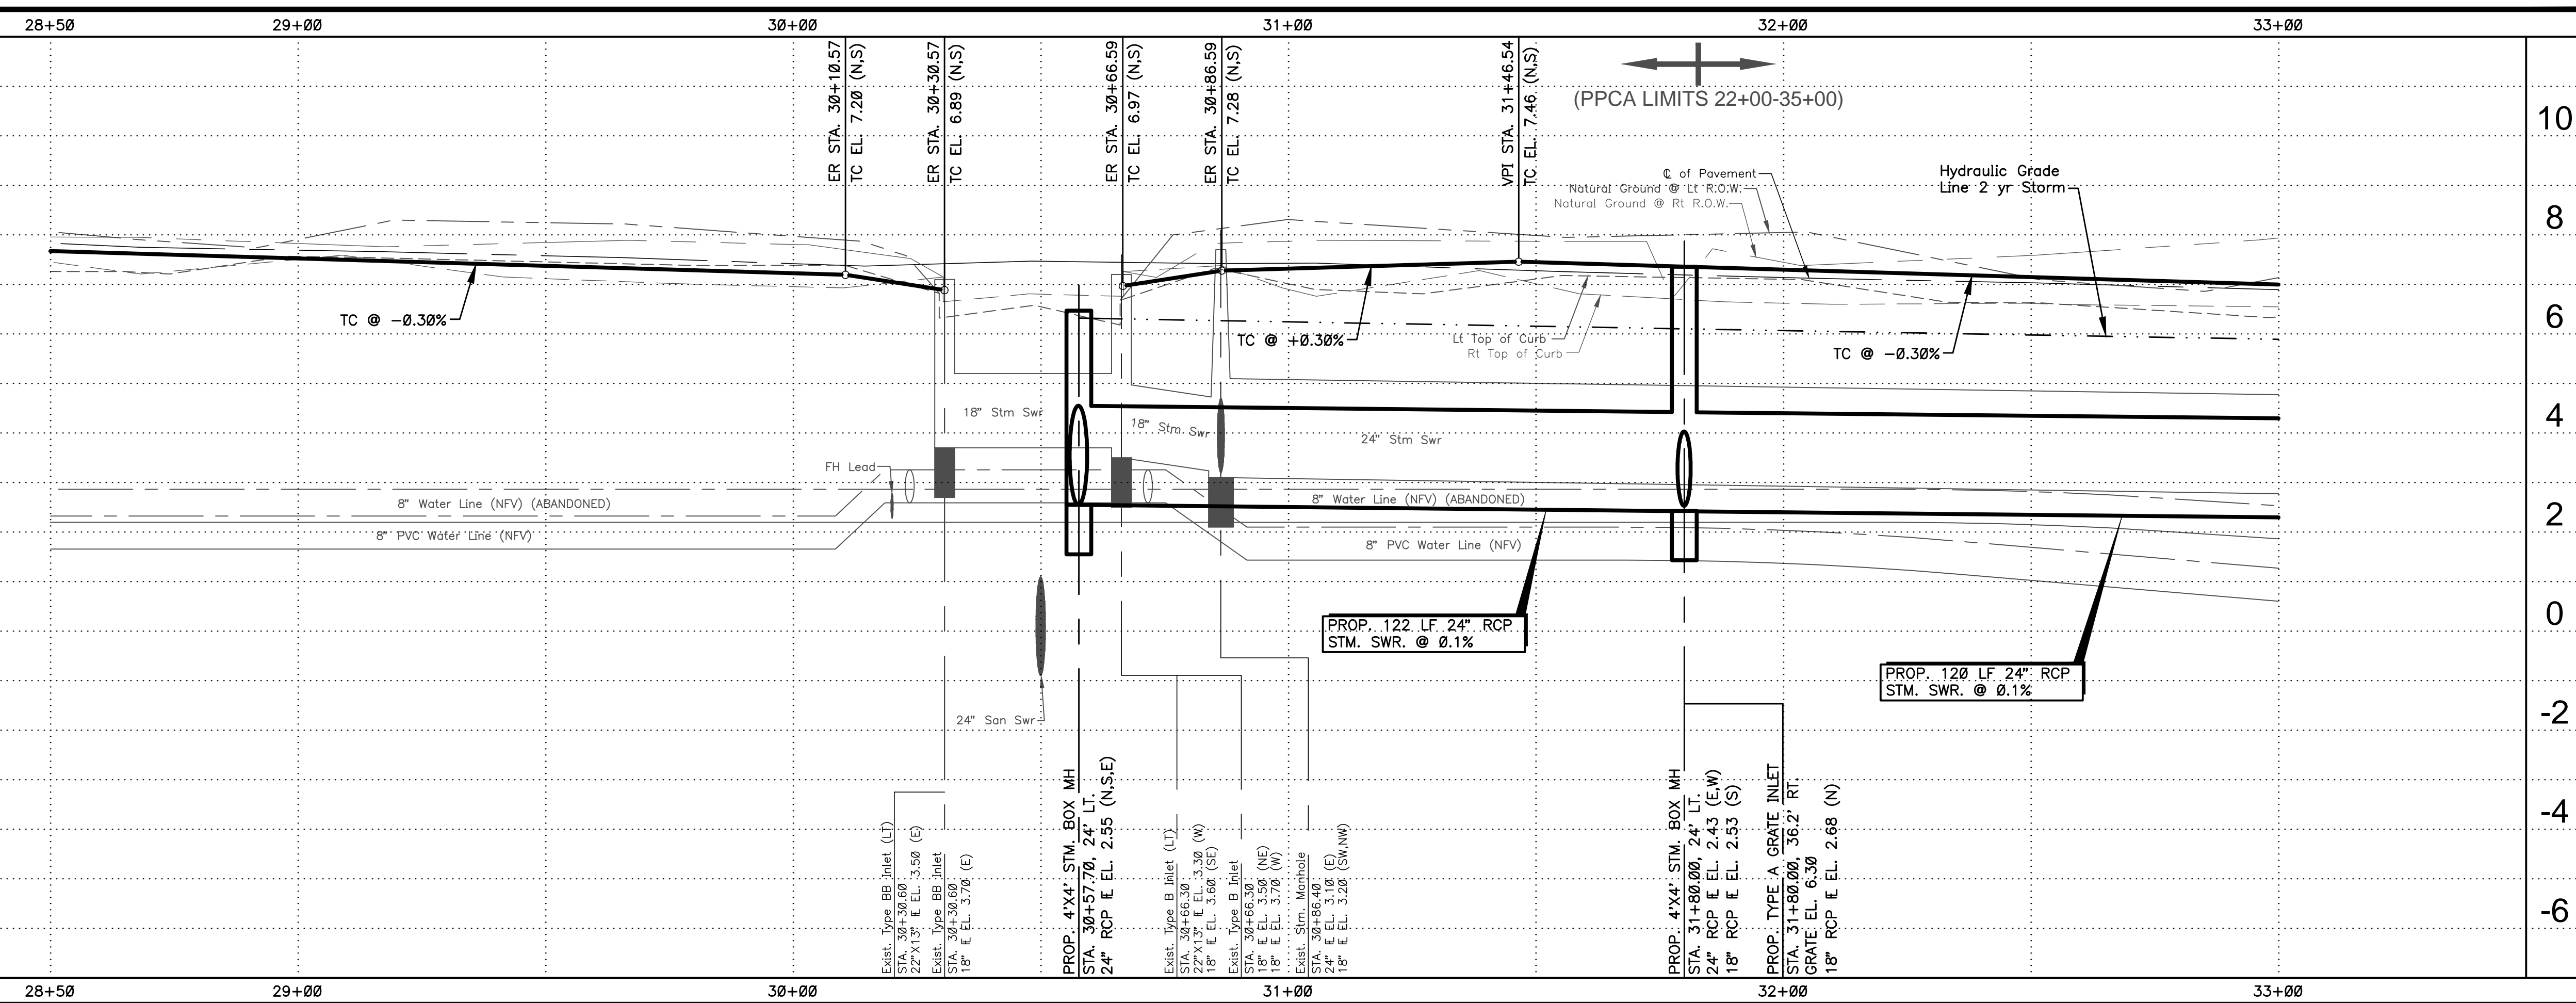 28+50
29+00
30+00
31+00
32+00
33+00
ER STA. 30+10.57
TC EL. 7.20 (N,S)
ER STA. 30+30.57
TC EL. 6.89 (N,S)
ER STA. 30+66.59
TC EL. 6.97 (N,S)
ER STA. 30+86.59
TC EL. 7.28 (N,S)
VPI STA. 31+46.54
TC EL. 7.46 (N,S)
(PPCA LIMITS 22+00-35+00)
℄ of Pavement
Natural Ground @ Lt R.O.W.
Natural Ground @ Rt R.O.W.
Hydraulic Grade
Line 2 yr Storm
10
8
6
4
2
0
-2
-4
-6
TC @ -0.30%
TC @ +0.30%
Lt Top of Curb
Rt Top of Curb
TC @ -0.30%
18" Stm Swr
18" Stm. Swr
24" Stm Swr
FH Lead
8" Water Line (NFV) (ABANDONED)
8" PVC Water Line (NFV)
8" Water Line (NFV) (ABANDONED)
8" PVC Water Line (NFV)
PROP. 122 LF 24" RCP
STM. SWR. @ 0.1%
PROP. 120 LF 24" RCP
STM. SWR. @ 0.1%
24" San Swr
Exist. Type BB Inlet (LT)
STA. 30+30.60
22"X13" IE EL. 3.50 (E)
Exist. Type BB Inlet
STA. 30+30.60
18" IE EL. 3.70 (E)
PROP. 4'X4' STM. BOX MH
STA. 30+57.70, 24' LT.
24" RCP IE EL. 2.55 (N,S,E)
Exist. Type B Inlet (LT)
STA. 30+66.30
22"X13" IE EL. 3.30 (W)
18" IE EL. 3.60 (SE)
Exist. Type B Inlet
STA. 30+66.30
18" IE EL. 3.50 (NE)
18" IE EL. 3.70 (W)
Exist. Stm. Manhole
STA. 30+86.40
24" IE EL. 3.10 (E)
18" IE EL. 3.20 (SW,NW)
PROP. 4'X4' STM. BOX MH
STA. 31+80.00, 24' LT.
24" RCP IE EL. 2.43 (E,W)
18" RCP IE EL. 2.53 (S)
PROP. TYPE A GRATE INLET
STA. 31+80.00, 36.2' RT.
GRATE EL. 6.30
18" RCP IE EL. 2.68 (N)
28+50
29+00
30+00
31+00
32+00
33+00